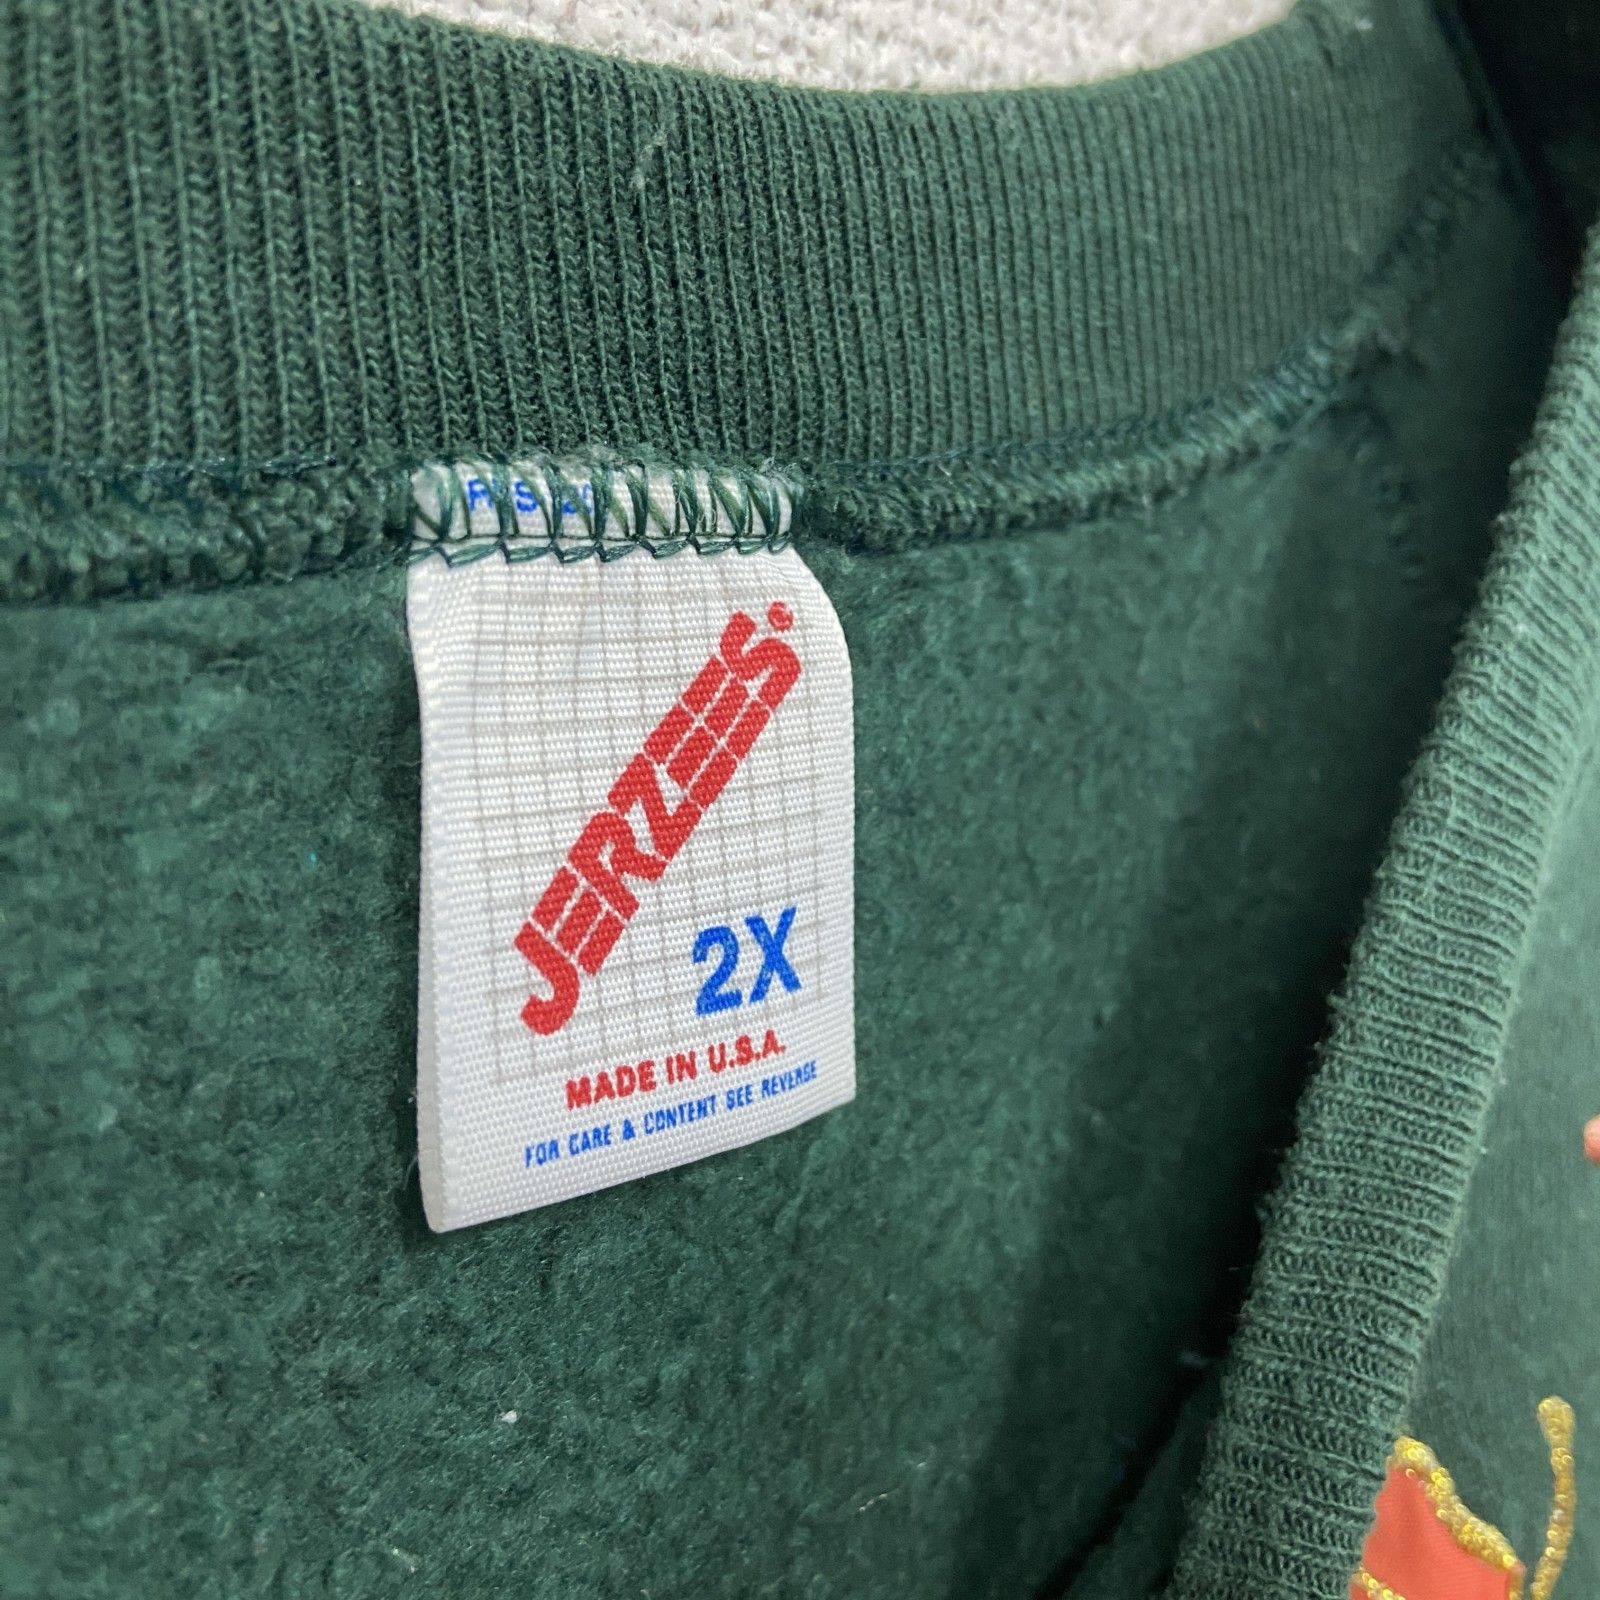 JERZEES.
2X
MADE IN U.S.A.
FOR CARE & CONTENT SEE REVERSE